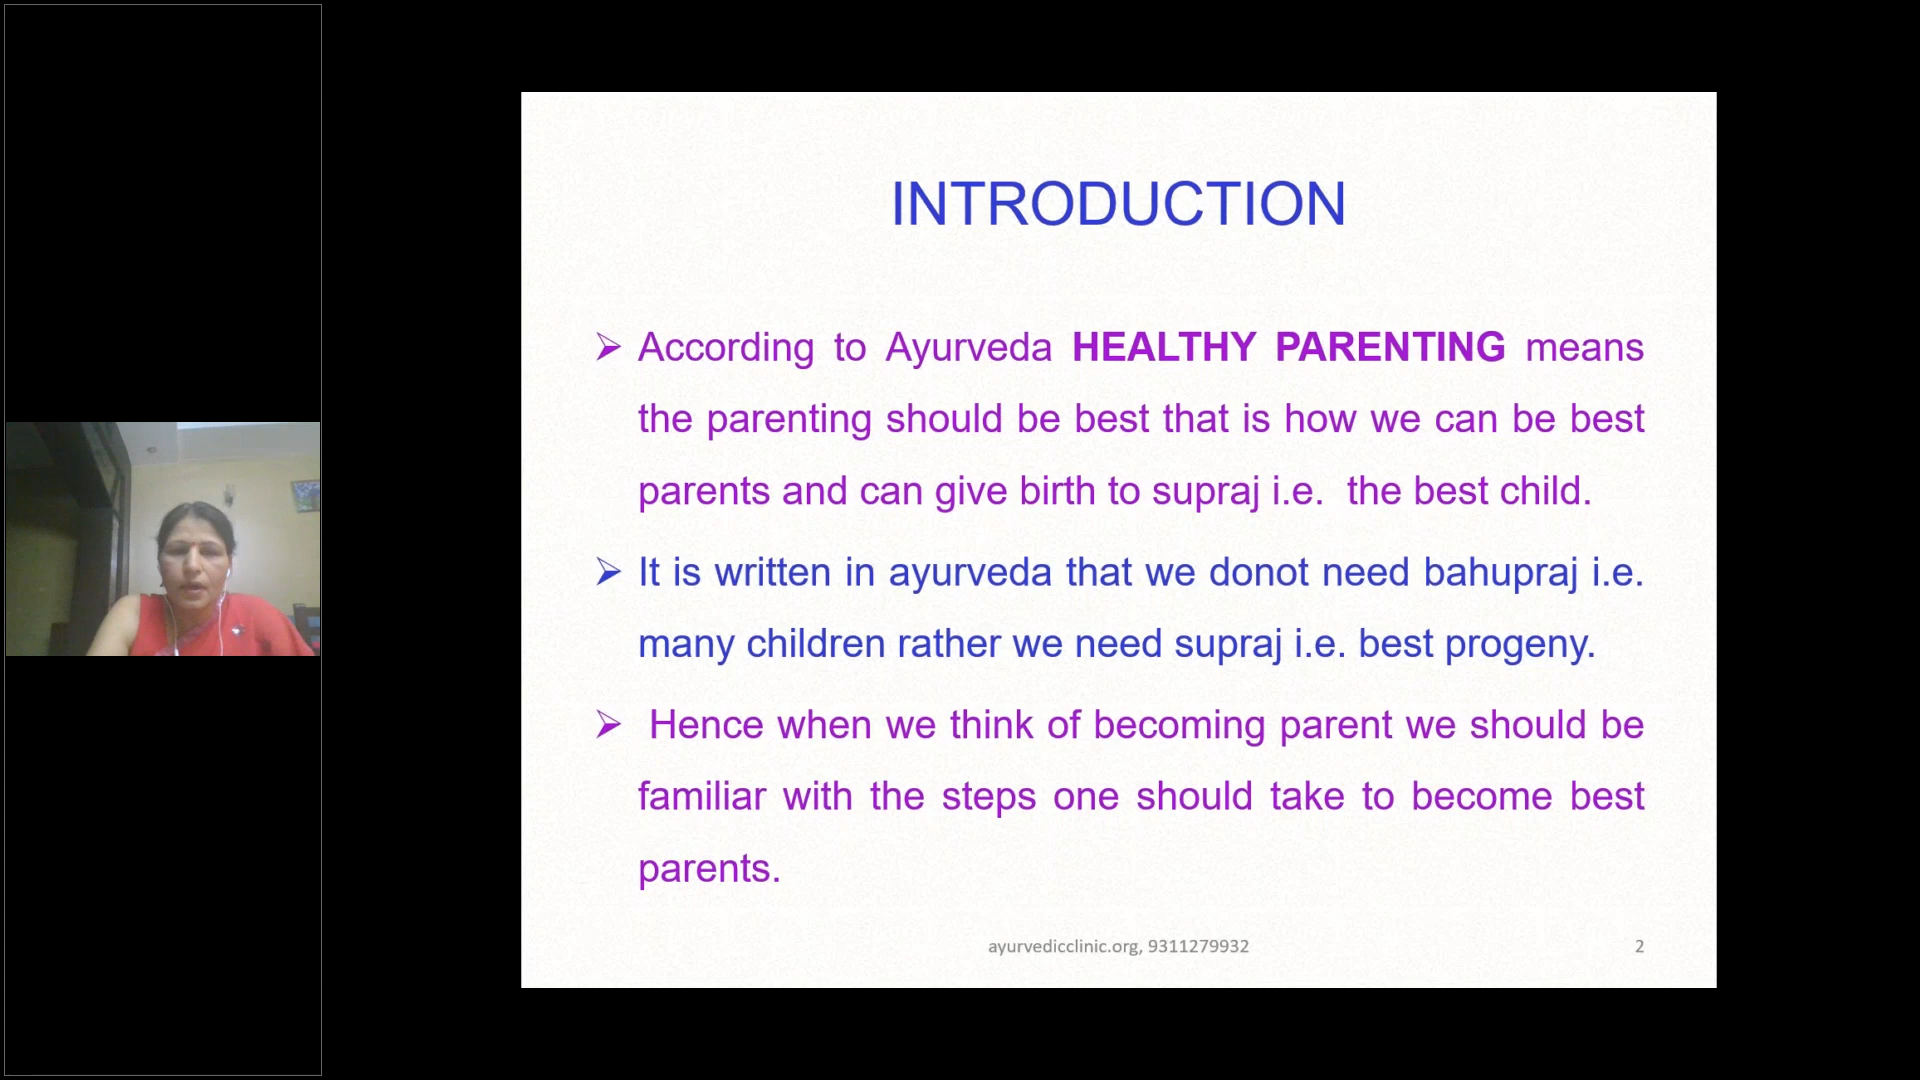 INTRODUCTION
➢ According to Ayurveda HEALTHY PARENTING means
the parenting should be best that is how we can be best
parents and can give birth to supraj i.e. the best child.
➢ It is written in ayurveda that we donot need bahupraj i.e.
many children rather we need supraj i.e. best progeny.
➢ Hence when we think of becoming parent we should be
familiar with the steps one should take to become best
parents.
ayurvedicclinic.org, 9311279932
2